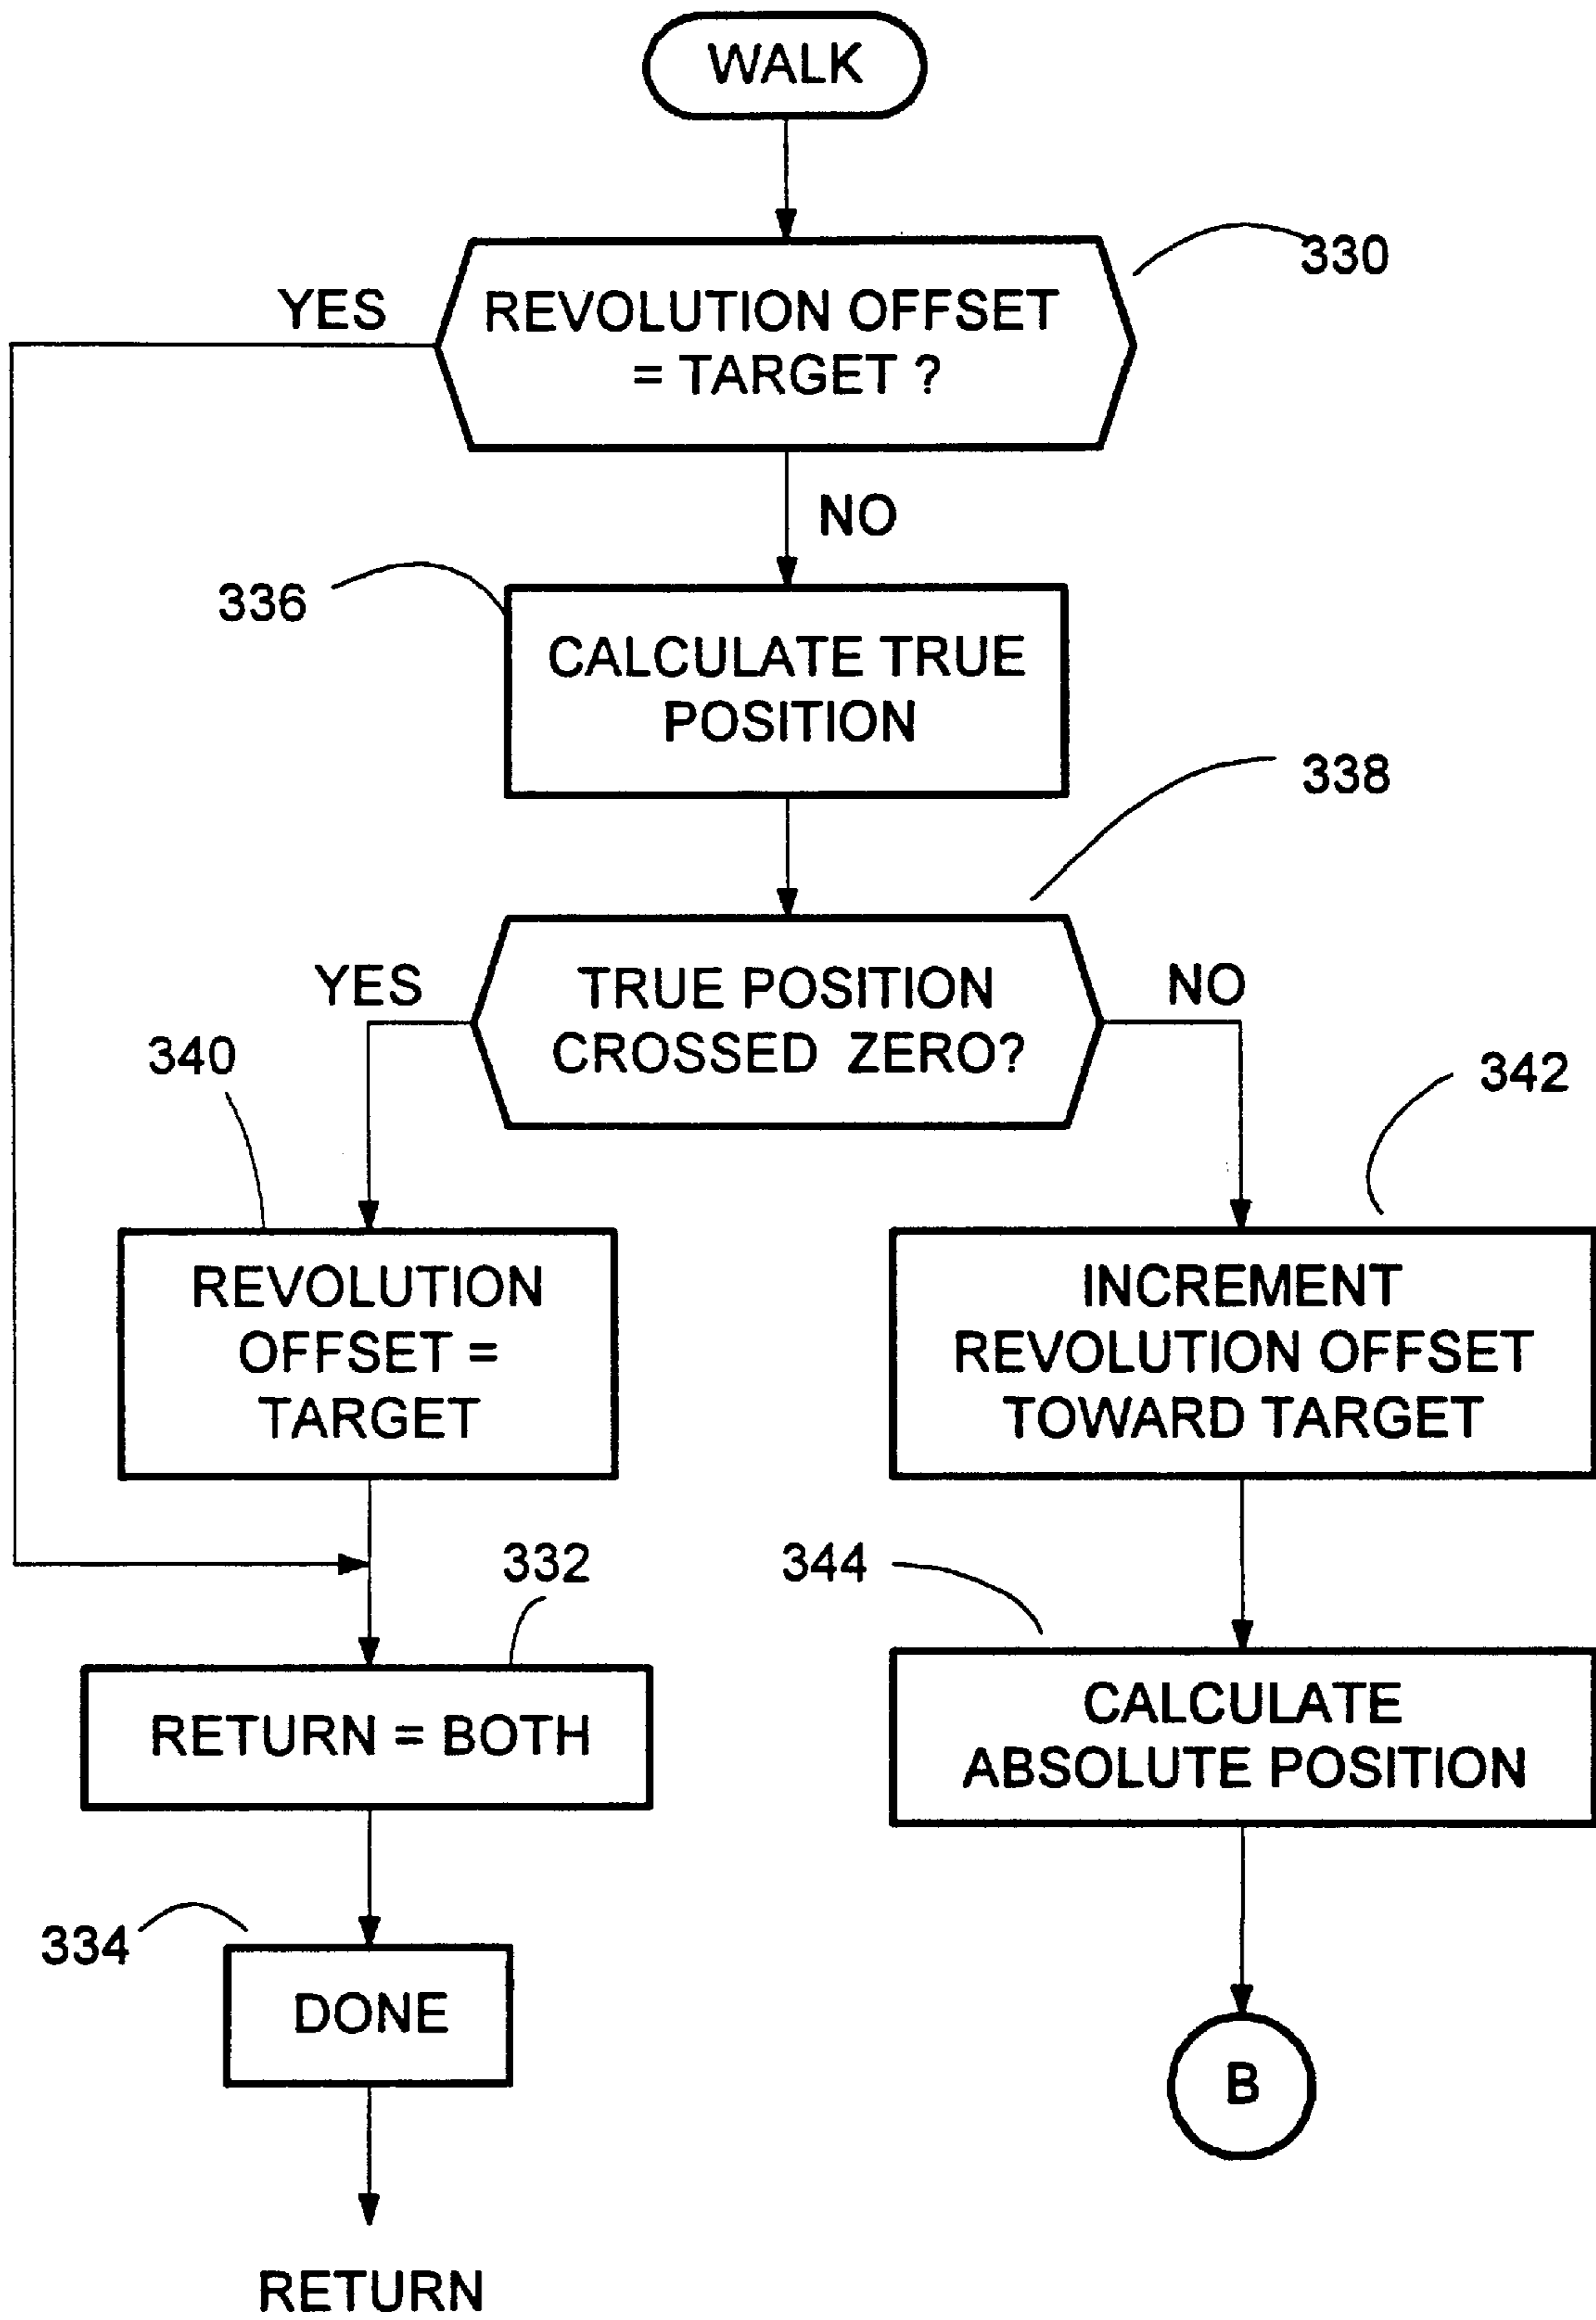 WALK
330
YES
REVOLUTION OFFSET
= TARGET ?
NO
336
CALCULATE TRUE
POSITION
338
YES
TRUE POSITION
CROSSED ZERO?
NO
340
342
REVOLUTION
OFFSET =
TARGET
INCREMENT
REVOLUTION OFFSET
TOWARD TARGET
332
344
RETURN = BOTH
CALCULATE
ABSOLUTE POSITION
334
DONE
B
RETURN